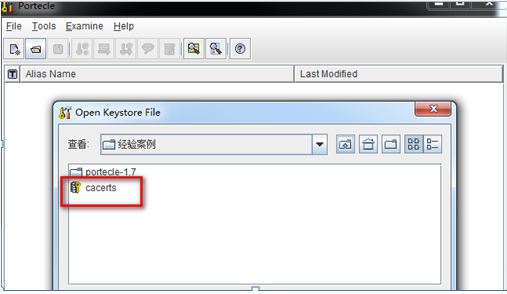 Portecle
File Tools Examine Help
Alias Name Last Modified
Open Keystore File
查看: 经验案例
portecle-1.7
cacerts